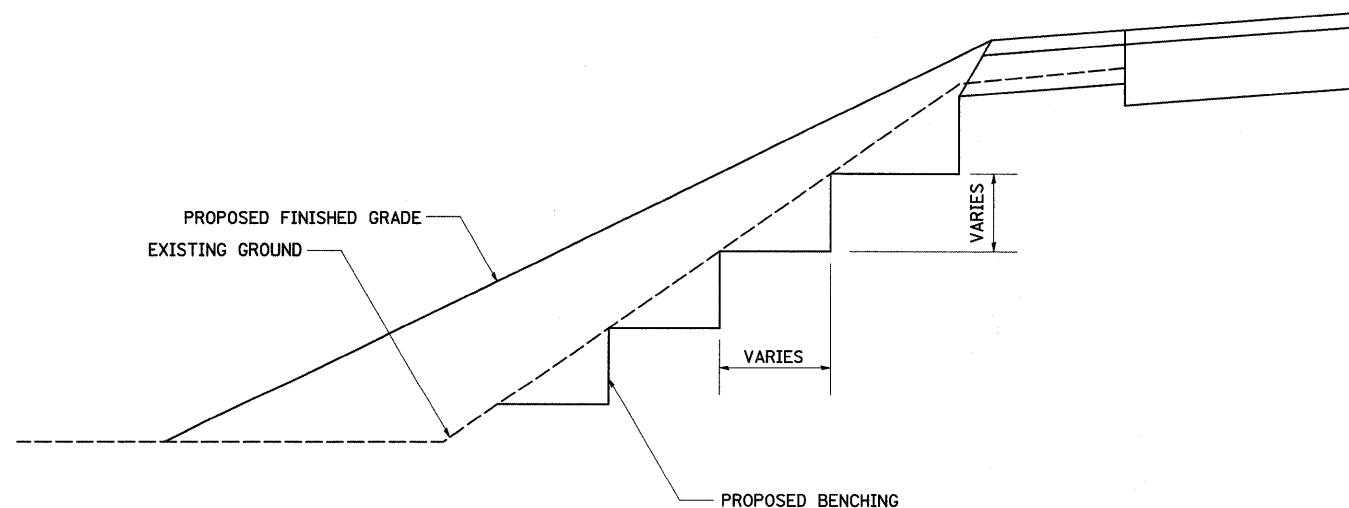 PROPOSED FINISHED GRADE
EXISTING GROUND
VARIES
VARIES
PROPOSED BENCHING